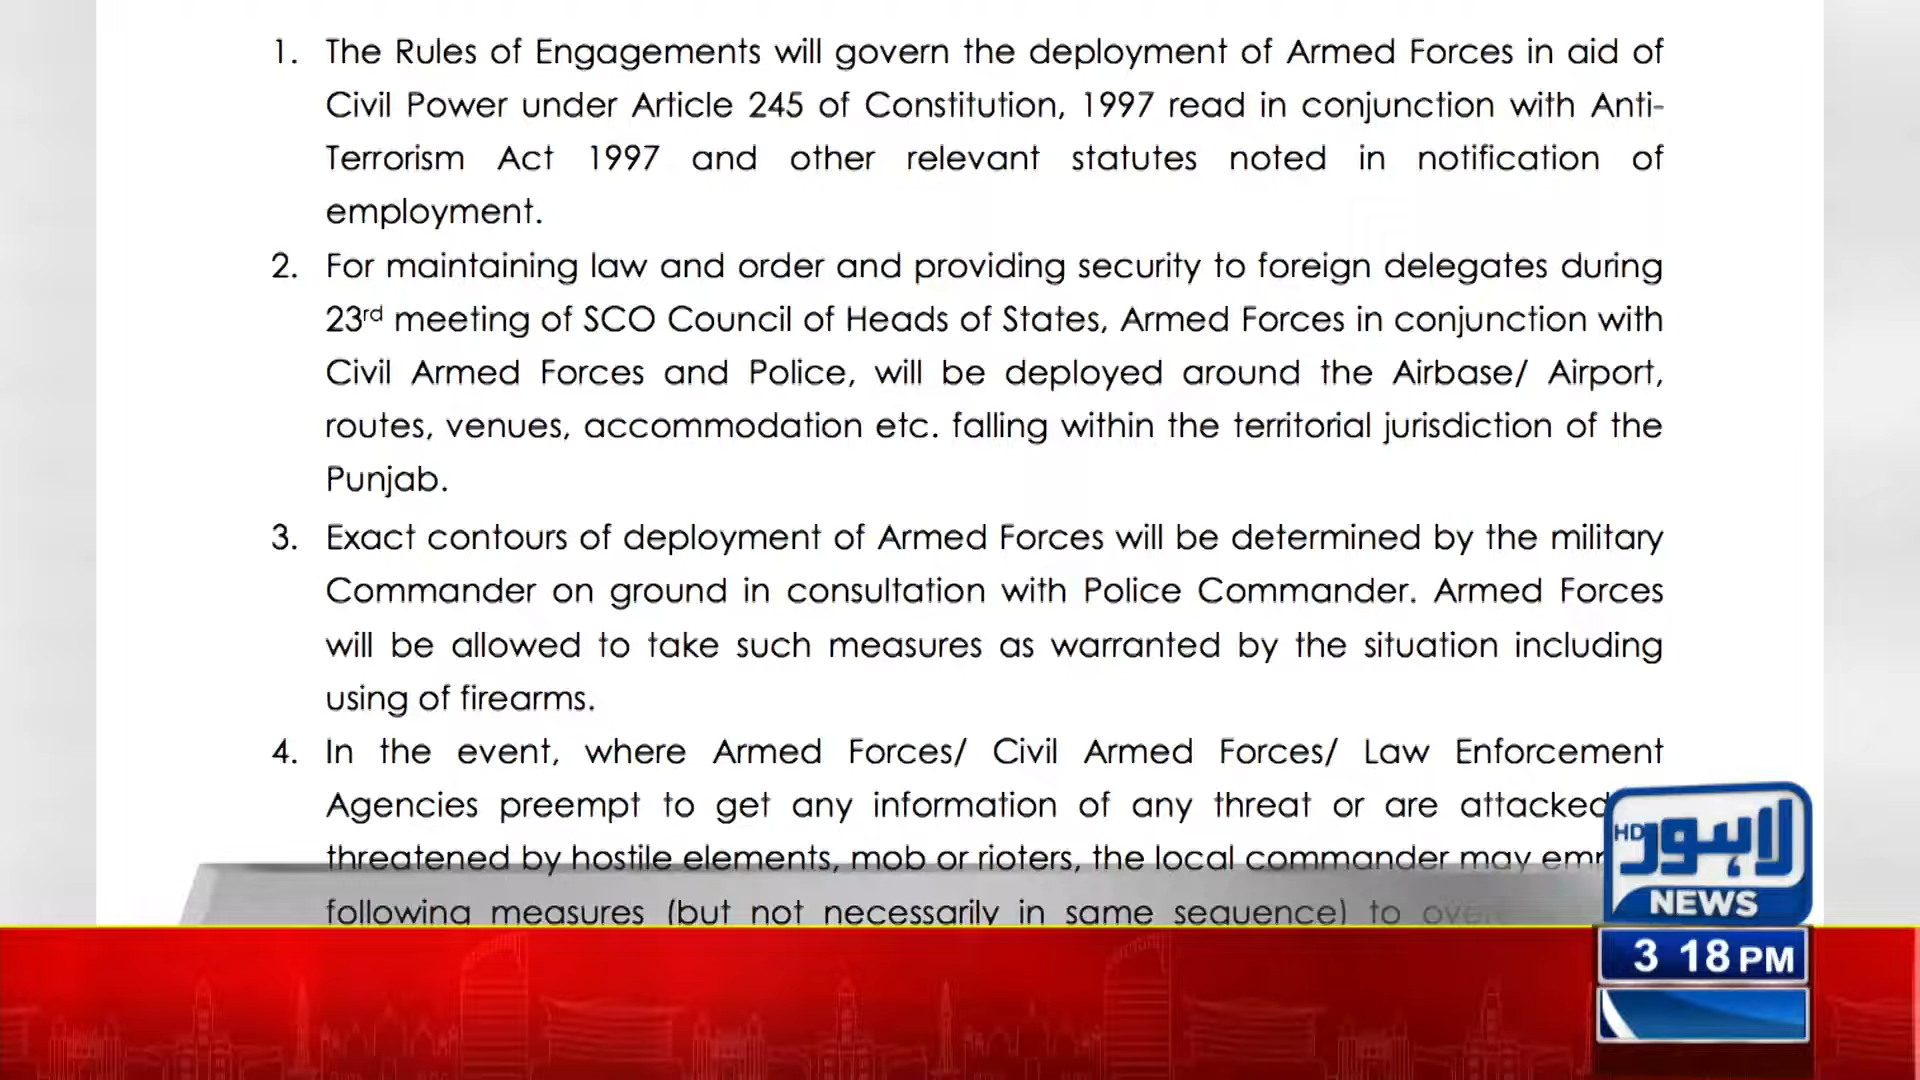 1. The Rules of Engagements will govern the deployment of Armed Forces in aid of
Civil Power under Article 245 of Constitution, 1997 read in conjunction with Anti-
Terrorism Act 1997 and other relevant statutes noted in notification of
employment.
2. For maintaining law and order and providing security to foreign delegates during
23rd meeting of SCO Council of Heads of States, Armed Forces in conjunction with
Civil Armed Forces and Police, will be deployed around the Airbase/ Airport,
routes, venues, accommodation etc. falling within the territorial jurisdiction of the
Punjab.
3. Exact contours of deployment of Armed Forces will be determined by the military
Commander on ground in consultation with Police Commander. Armed Forces
will be allowed to take such measures as warranted by the situation including
using of firearms.
4. In the event, where Armed Forces/ Civil Armed Forces/ Law Enforcement
Agencies preempt to get any information of any threat or are attacked
threatened by hostile elements, mob or rioters, the local commander may
following measures (but not necessarily in same sequence) to
HD لاہور
NEWS
3 18 PM